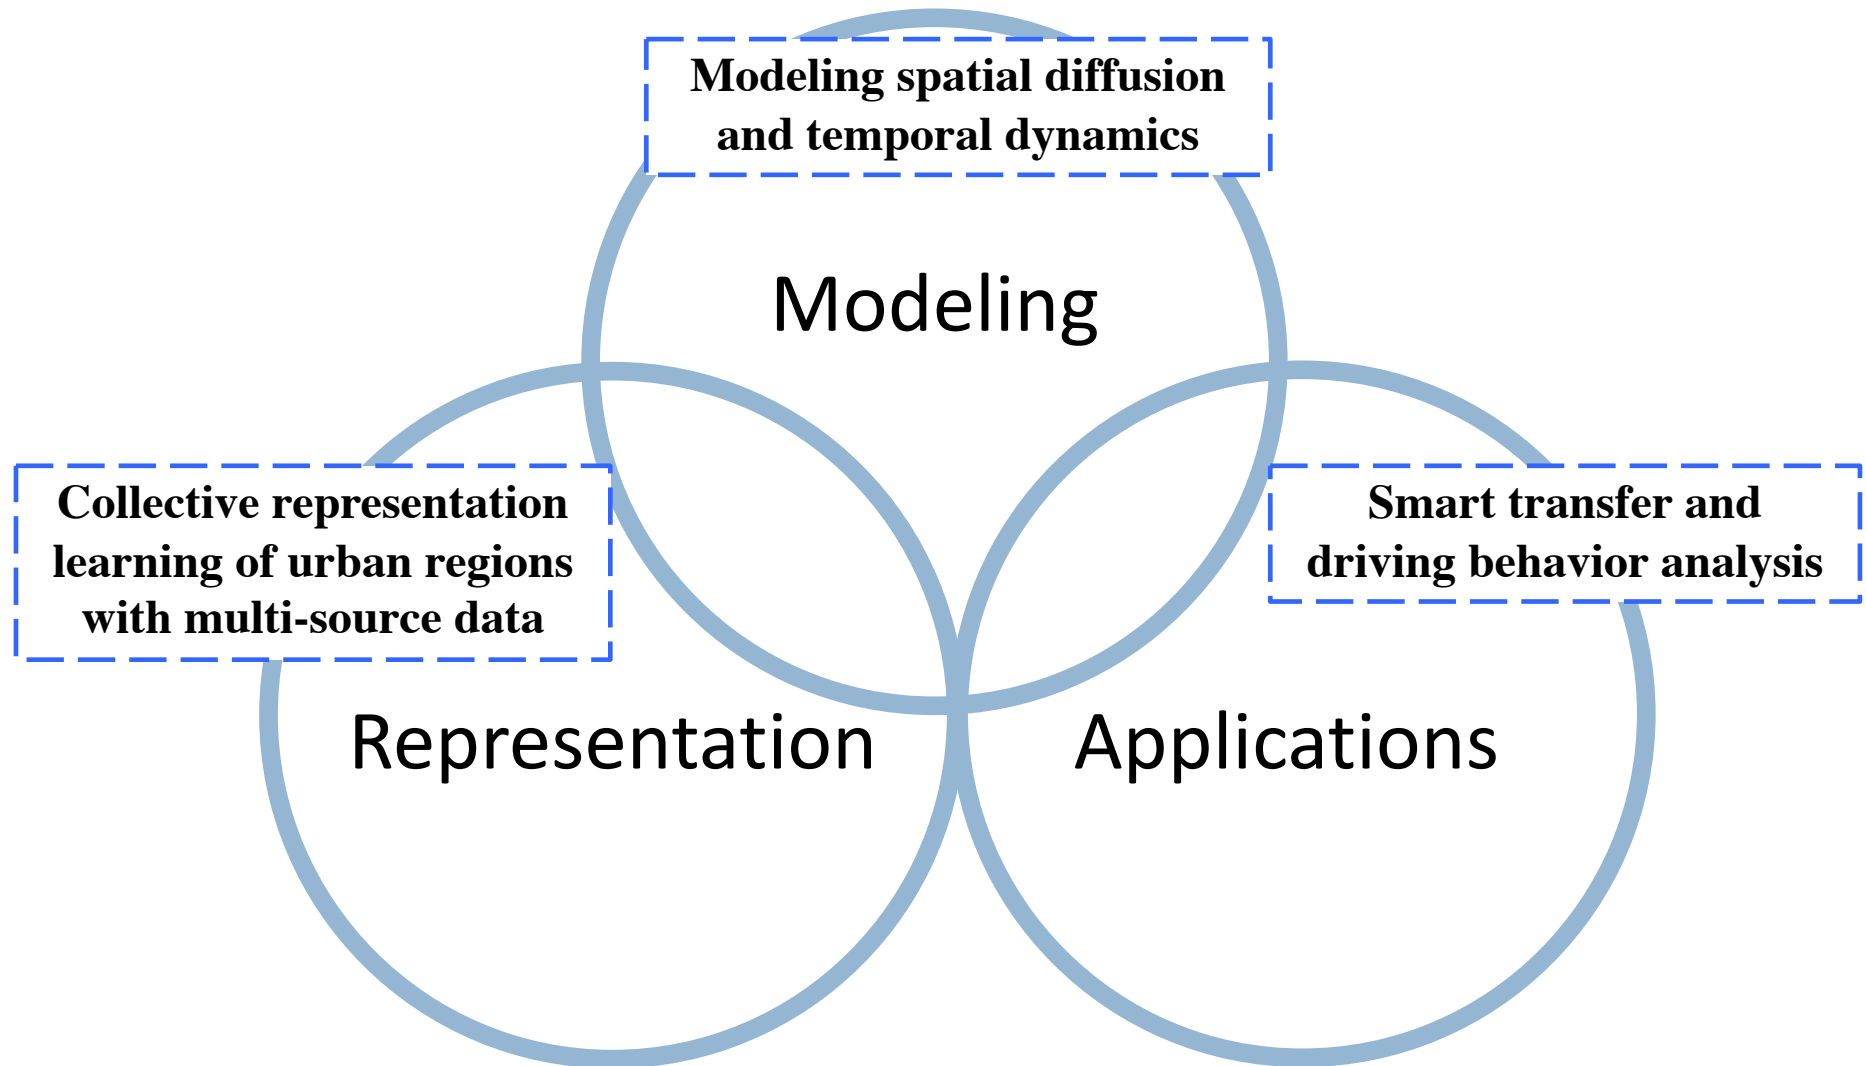 Modeling spatial diffusion
and temporal dynamics
Modeling
Collective representation
learning of urban regions
with multi-source data
Smart transfer and
driving behavior analysis
Representation
Applications